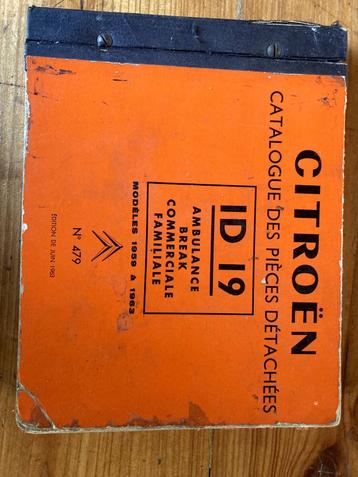 CITROËN
CATALOGUE DES PIÈCES DÉTACHÉES
ID 19
AMBULANCE
BREAK
COMMERCIALE
FAMILIALE
MODÈLES 1959 à 1963
N° 479
ÉDITION DE JUIN 1963